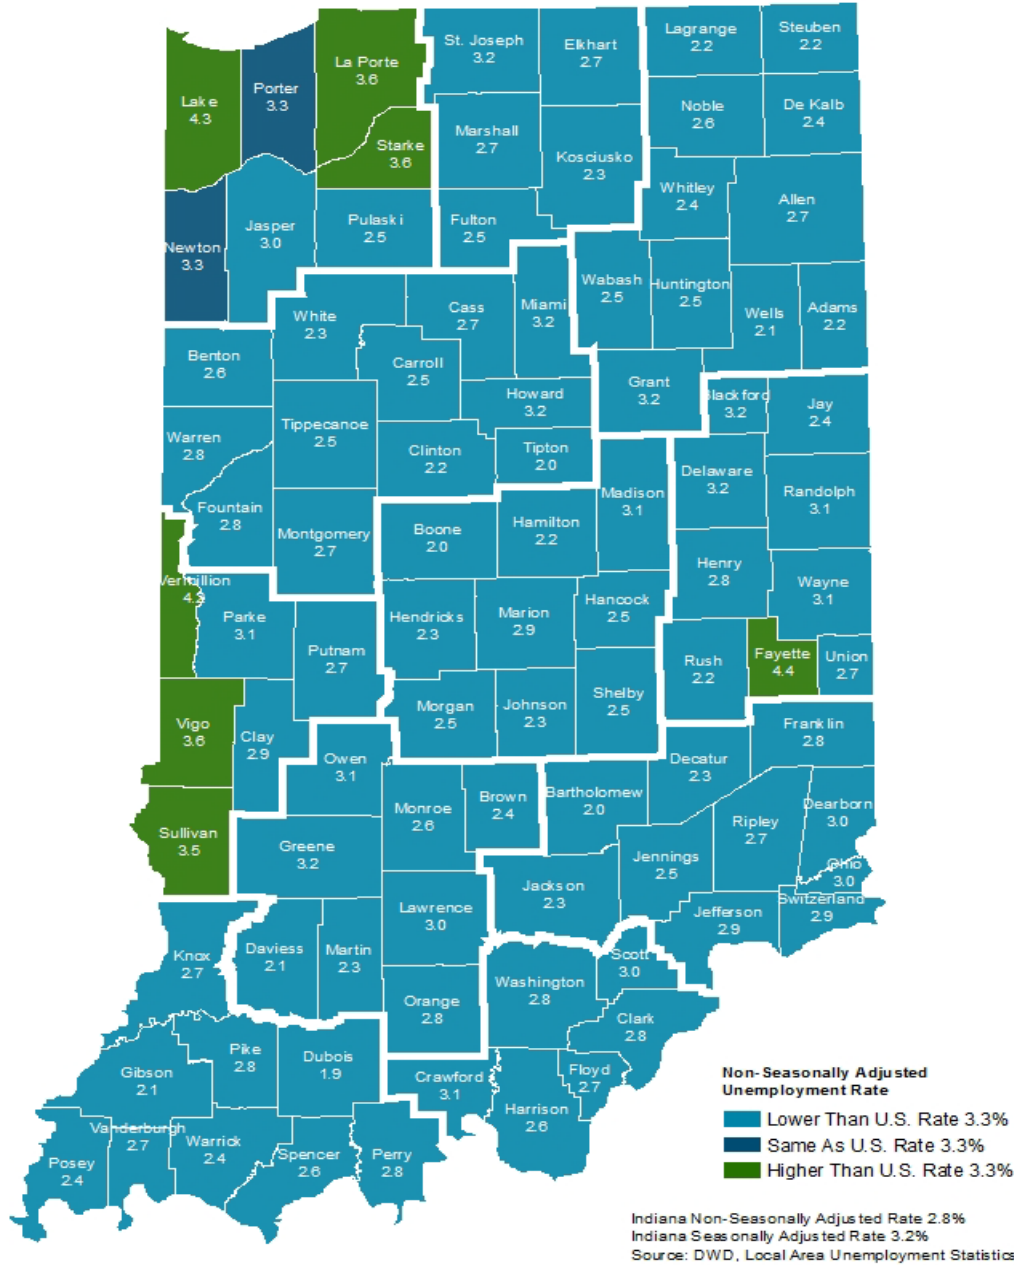 St. Joseph
3.2
Elkhart
2.7
Lagrange
2.2
Steuben
2.2
La Porte
3.6
Porter
3.3
Lake
4.3
Starke
3.6
Marshall
2.7
Kosciusko
2.3
Noble
2.6
De Kalb
2.4
Whitley
2.4
Allen
2.7
Newton
3.3
Jasper
3.0
Pulaski
2.5
Fulton
2.5
Wabash
2.5
Huntington
2.5
Wells
2.1
Adams
2.2
White
2.3
Cass
2.7
Miami
3.2
Benton
2.6
Carroll
2.5
Howard
3.2
Grant
3.2
Blackford
3.2
Jay
2.4
Warren
2.8
Tippecanoe
2.5
Clinton
2.2
Tipton
2.0
Madison
3.1
Delaware
3.2
Randolph
3.1
Fountain
2.8
Montgomery
2.7
Boone
2.0
Hamilton
2.2
Henry
2.8
Wayne
3.1
Vermillion
4.2
Parke
3.1
Putnam
2.7
Hendricks
2.3
Marion
2.9
Hancock
2.5
Rush
2.2
Fayette
4.4
Union
2.7
Vigo
3.6
Clay
2.9
Owen
3.1
Morgan
2.5
Johnson
2.3
Shelby
2.5
Decatur
2.3
Franklin
2.8
Sullivan
3.5
Greene
3.2
Monroe
2.6
Brown
2.4
Bartholomew
2.0
Ripley
2.7
Dearborn
3.0
Jennings
2.5
Ohio
3.0
Jackson
2.3
Jefferson
2.9
Switzerland
2.9
Lawrence
3.0
Knox
2.7
Daviess
2.1
Martin
2.3
Orange
2.8
Washington
2.8
Scott
3.0
Clark
2.8
Gibson
2.1
Pike
2.8
Dubois
1.9
Crawford
3.1
Harrison
2.6
Floyd
2.7
Posey
2.4
Vanderburgh
2.7
Warrick
2.4
Spencer
2.6
Perry
2.8
Non-Seasonally Adjusted
Unemployment Rate
Lower Than U.S. Rate 3.3%
Same As U.S. Rate 3.3%
Higher Than U.S. Rate 3.3%
Indiana Non-Seasonally Adjusted Rate 2.8%
Indiana Seasonally Adjusted Rate 3.2%
Source: DWD, Local Area Unemployment Statistics